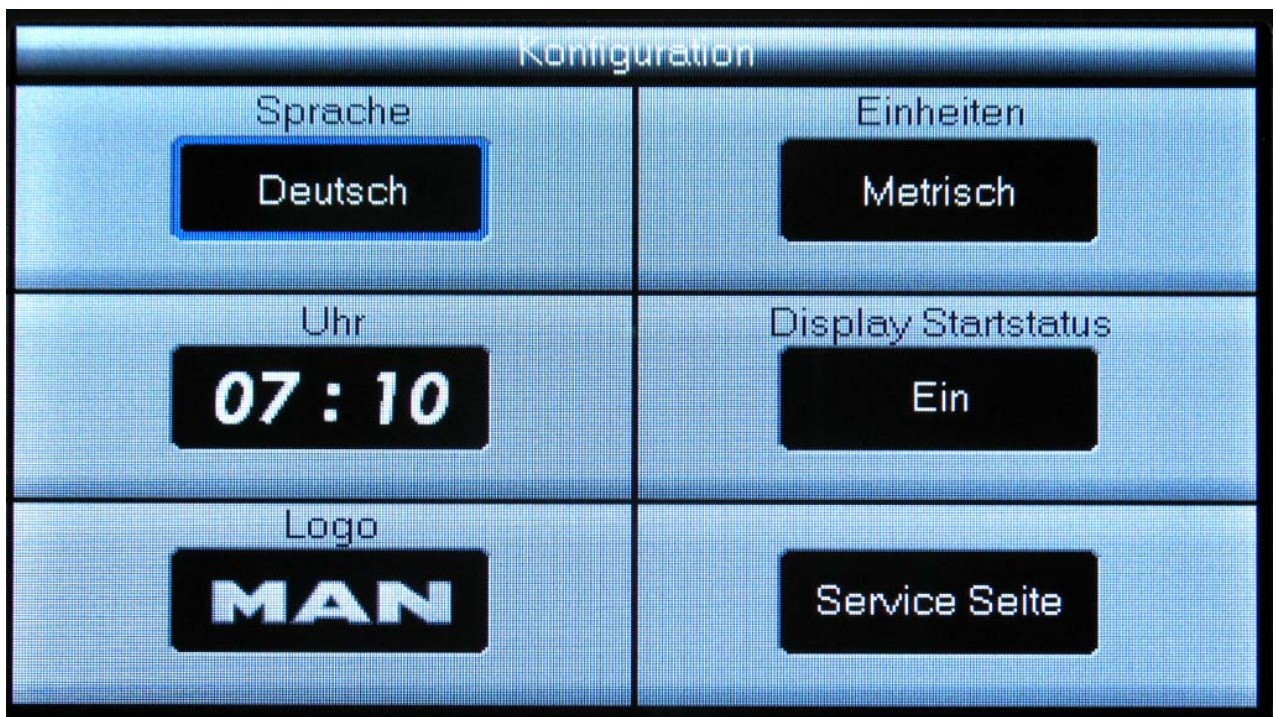 Konfiguration
Sprache
Deutsch
Einheiten
Metrisch
Uhr
07 : 10
Display Startstatus
Ein
Logo
MAN
Service Seite